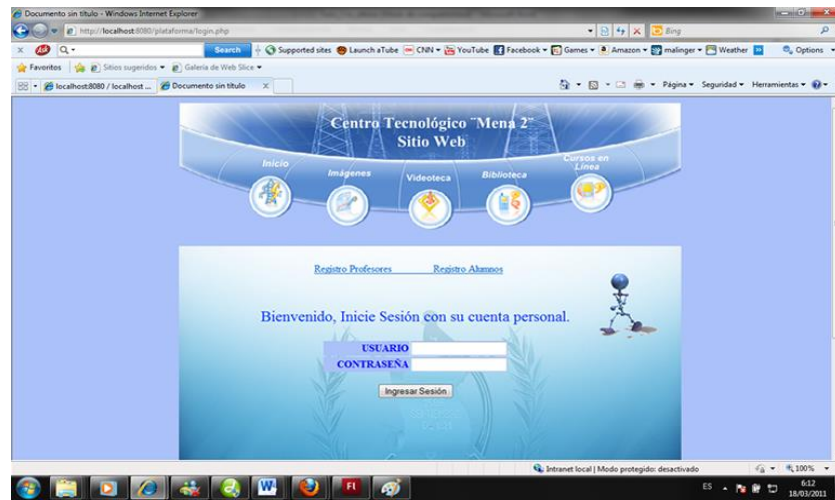 Documento sin título - Windows Internet Explorer
http://localhost:8080/plataforma/login.php
Bing
Search
Supported sites
Launch aTube
CNN
YouTube
Facebook
Games
Amazon
malinger
Weather
Options
Favoritos
Sitios sugeridos
Galería de Web Slice
localhost:8080 / localhost ...
Documento sin título
Página
Seguridad
Herramientas
Centro Tecnológico ¨Mena 2¨
Sitio Web
Inicio
Imágenes
Videoteca
Biblioteca
Cursos en
Línea
Registro Profesores
Registro Alumnos
Bienvenido, Inicie Sesión con su cuenta personal.
USUARIO
CONTRASEÑA
Ingresar Sesión
Intranet local | Modo protegido: desactivado
100%
ES
6:12
18/03/2011